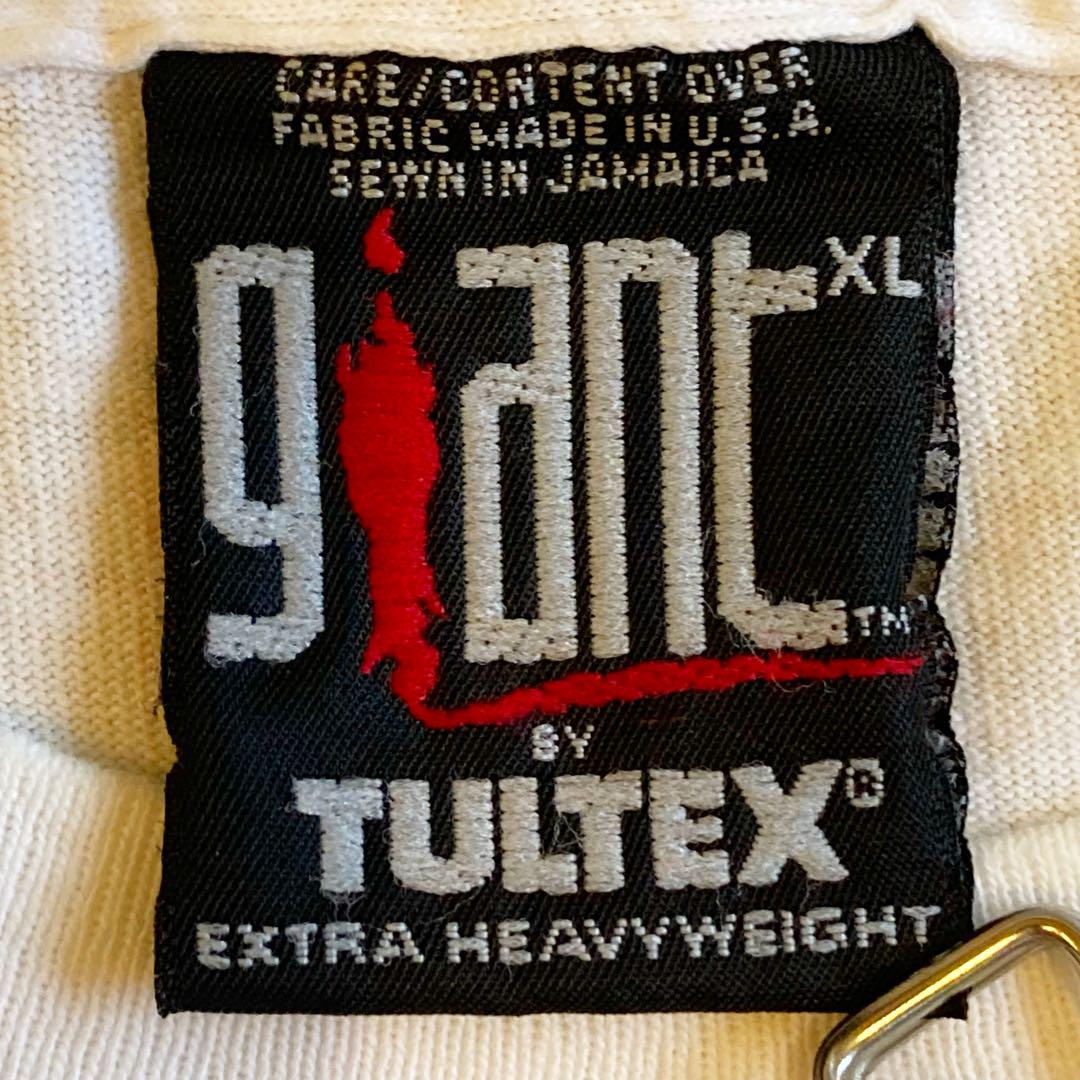 CARE/CONTENT OVER
FABRIC MADE IN U.S.A.
SEWN IN JAMAICA
giant XL
TM
BY
TULTEX®
EXTRA HEAVYWEIGHT